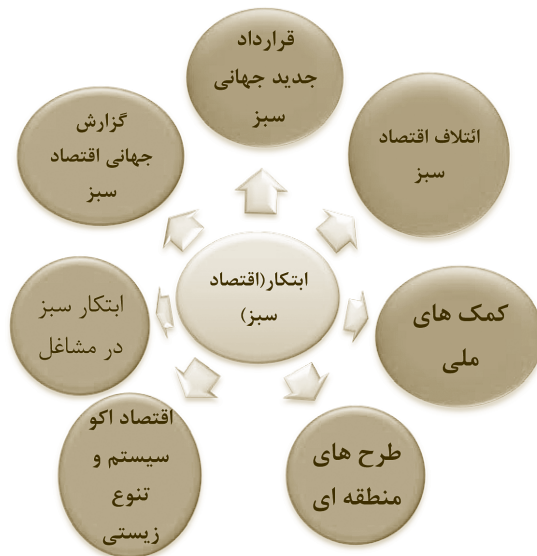 قرارداد
جدید جهانی
سبز
ائتلاف اقتصاد
سبز
کمک های
ملی
طرح های
منطقه ای
اقتصاد اکو
سیستم و
تنوع
زیستی
ابتکار سبز
در مشاغل
گزارش
جهانی اقتصاد
سبز
ابتکار(اقتصاد
سبز)